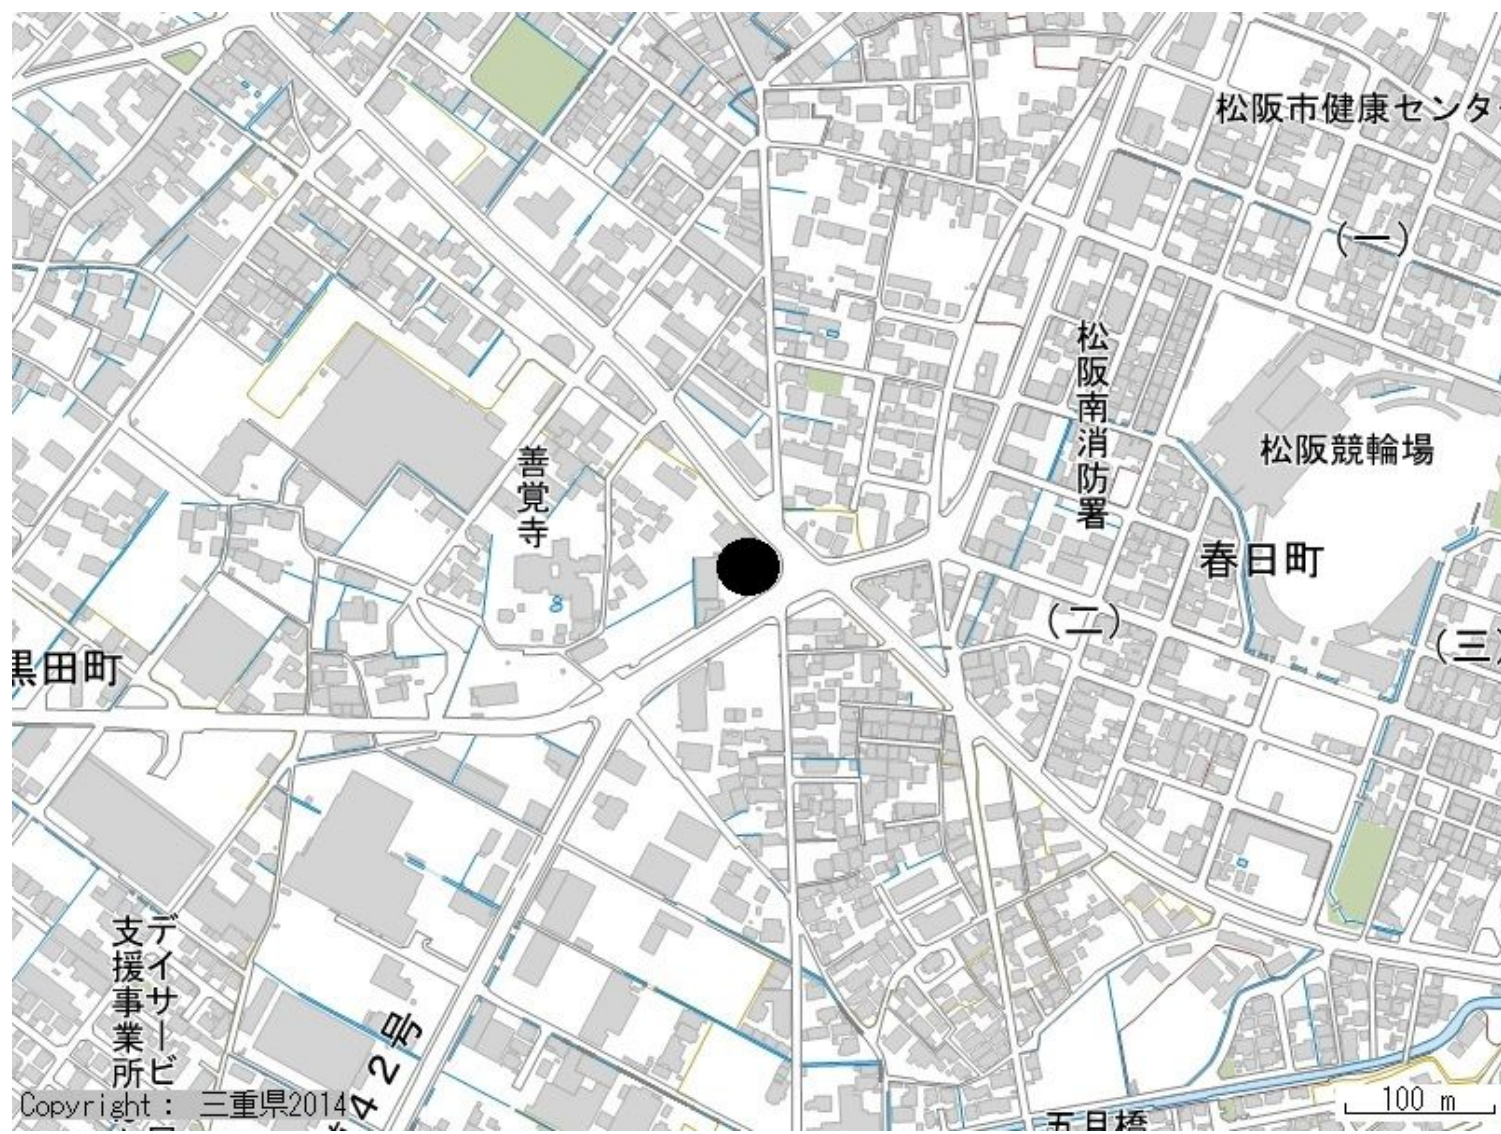 松阪市健康センタ
(一)
松阪南消防署
松阪競輪場
善覚寺
春日町
(二)
(三)
黒田町
デイサービ
支援事業所
42号
五月橋
Copyright : 三重県2014
100 m